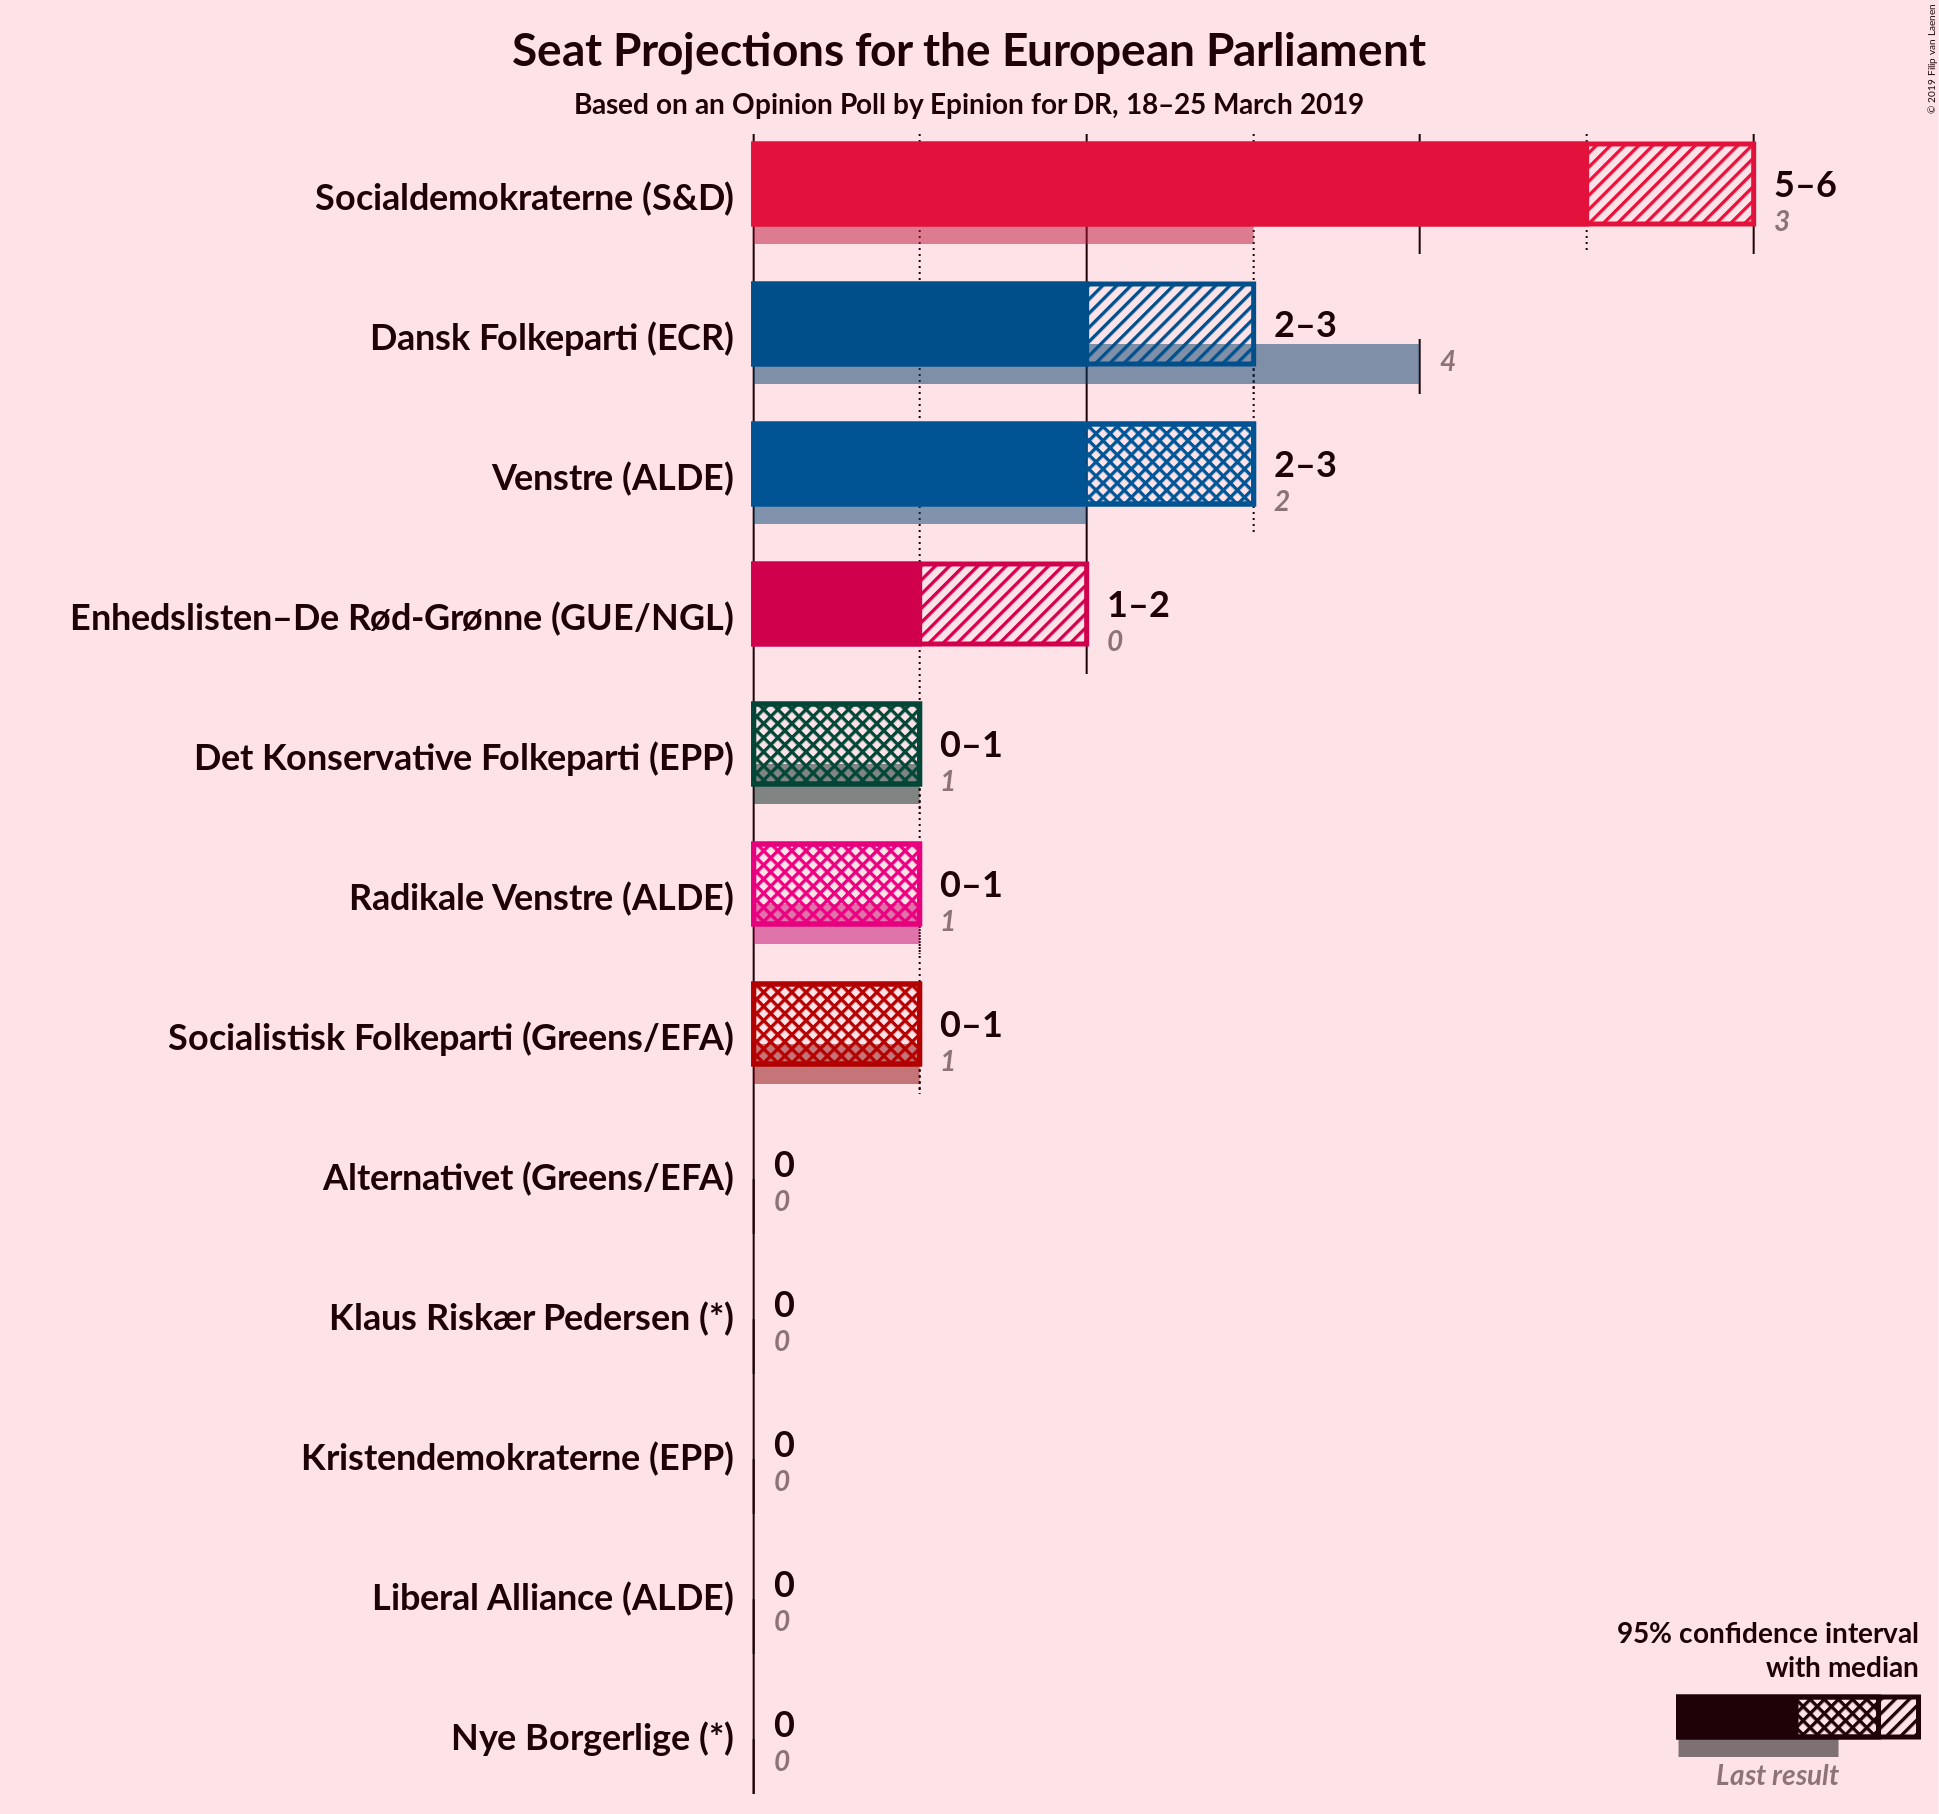 Seat Projections for the European Parliament
Based on an Opinion Poll by Epinion for DR, 18–25 March 2019
© 2019 Filip van Laenen
Socialdemokraterne (S&D)
5–6
3
Dansk Folkeparti (ECR)
2–3
4
Venstre (ALDE)
2–3
2
Enhedslisten–De Rød-Grønne (GUE/NGL)
1–2
0
Det Konservative Folkeparti (EPP)
0–1
1
Radikale Venstre (ALDE)
0–1
1
Socialistisk Folkeparti (Greens/EFA)
0–1
1
Alternativet (Greens/EFA)
0
0
Klaus Riskær Pedersen (*)
0
0
Kristendemokraterne (EPP)
0
0
Liberal Alliance (ALDE)
0
0
Nye Borgerlige (*)
0
0
95% confidence interval
with median
Last result